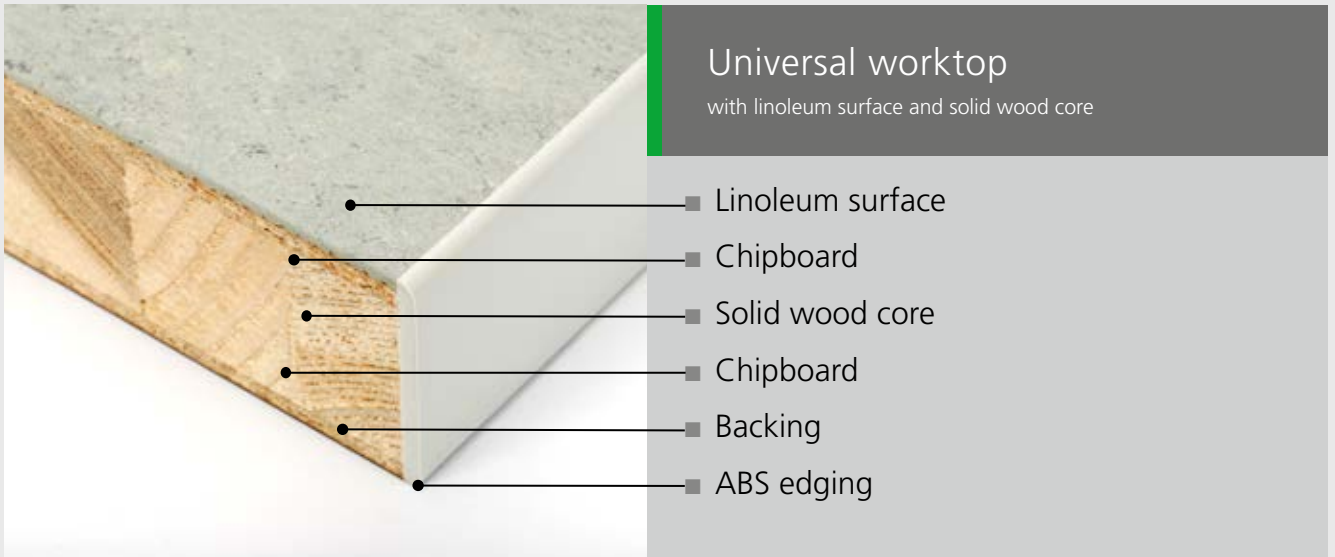 Universal worktop
with linoleum surface and solid wood core
Linoleum surface
Chipboard
Solid wood core
Chipboard
Backing
ABS edging